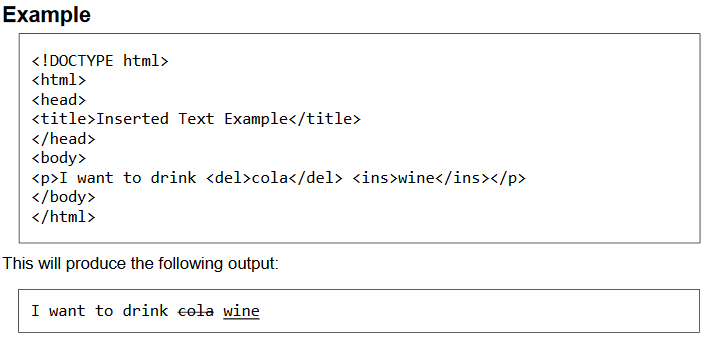 Example
<!DOCTYPE html>
<html>
<head>
<title>Inserted Text Example</title>
</head>
<body>
<p>I want to drink <del>cola</del> <ins>wine</ins></p>
</body>
</html>
This will produce the following output:
I want to drink cola wine